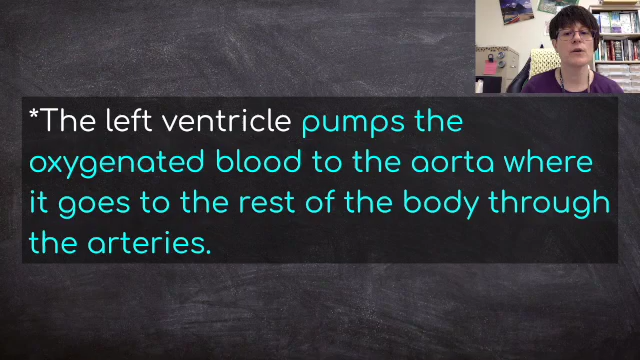 *The left ventricle pumps the
oxygenated blood to the aorta where
it goes to the rest of the body through
the arteries.